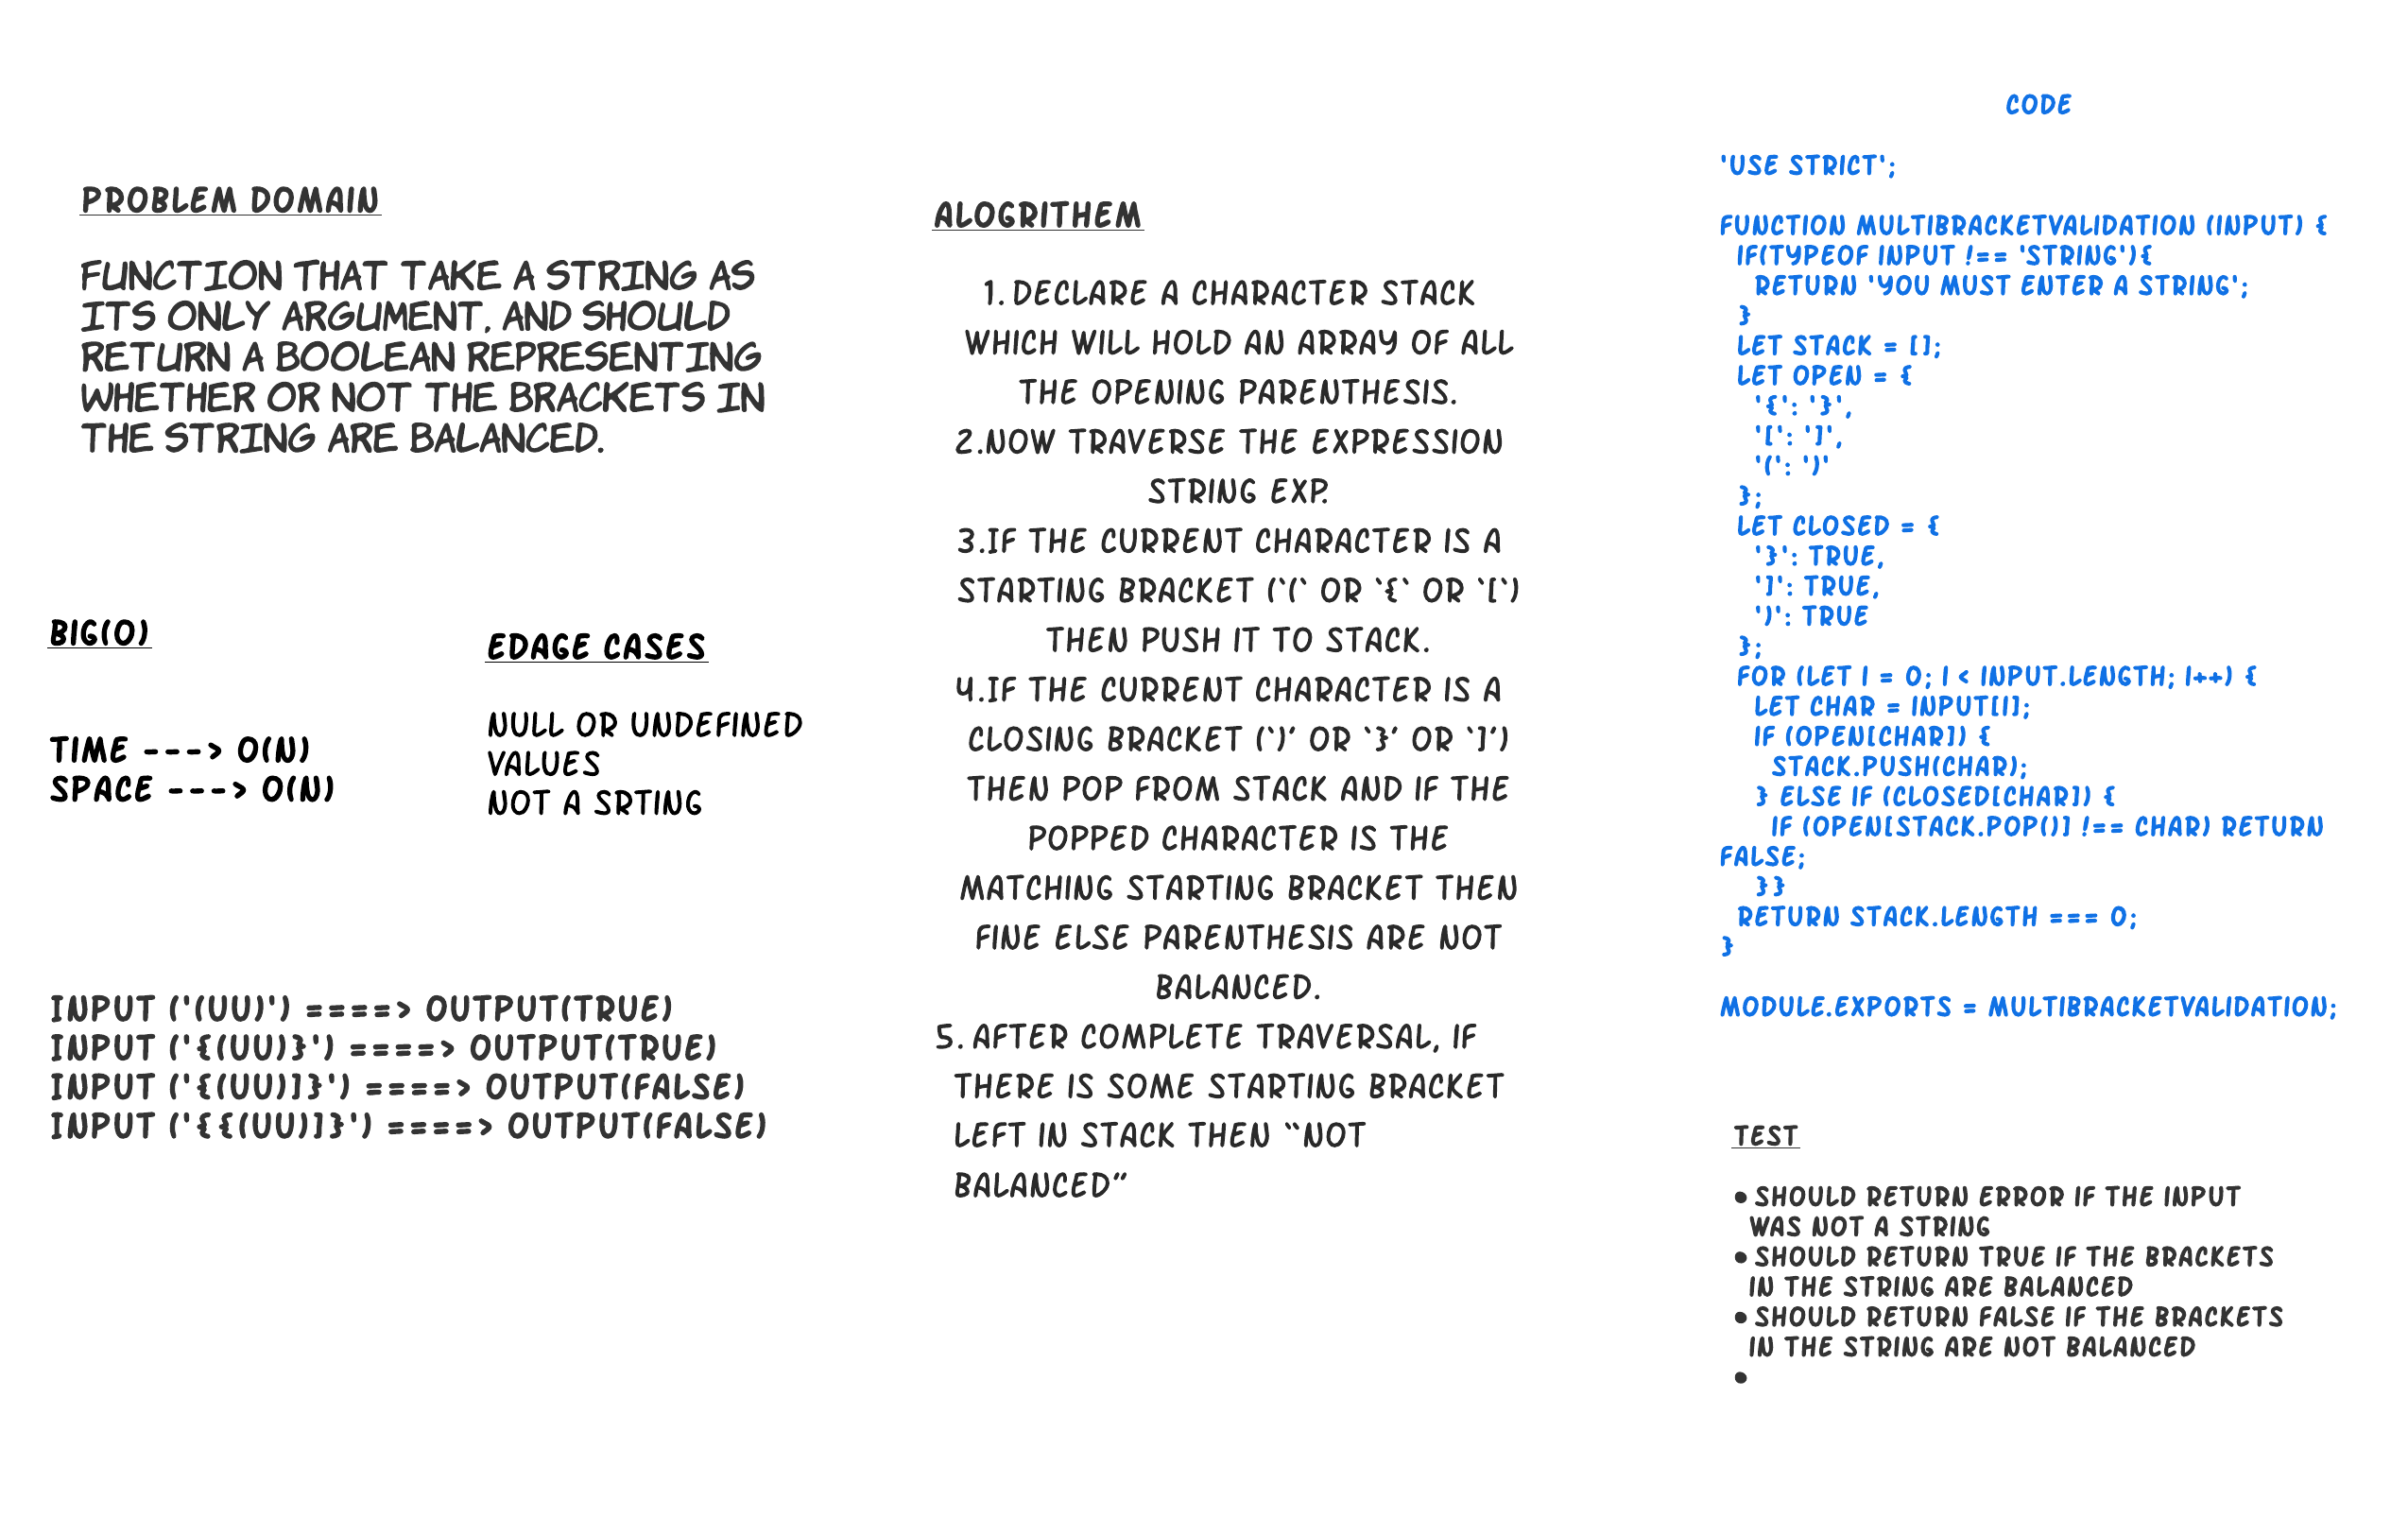 PROBLEM DOMAIN
FUNCTION THAT TAKE A STRING AS
ITS ONLY ARGUMENT, AND SHOULD
RETURN A BOOLEAN REPRESENTING
WHETHER OR NOT THE BRACKETS IN
THE STRING ARE BALANCED.
BIG(O)
TIME ---> O(N)
SPACE ---> O(N)
EDAGE CASES
NULL OR UNDEFINED
VALUES
NOT A SRTING
INPUT ('(UU)') ====> OUTPUT(TRUE)
INPUT ('{(UU)}') ====> OUTPUT(TRUE)
INPUT ('{(UU)]}') ====> OUTPUT(FALSE)
INPUT ('{{(UU)]}') ====> OUTPUT(FALSE)
ALOGRITHEM
1. DECLARE A CHARACTER STACK
WHICH WILL HOLD AN ARRAY OF ALL
THE OPENING PARENTHESIS.
2.NOW TRAVERSE THE EXPRESSION
STRING EXP.
3.IF THE CURRENT CHARACTER IS A
STARTING BRACKET (‘(‘ OR ‘{‘ OR ‘[‘)
THEN PUSH IT TO STACK.
4.IF THE CURRENT CHARACTER IS A
CLOSING BRACKET (‘)’ OR ‘}’ OR ‘]’)
THEN POP FROM STACK AND IF THE
POPPED CHARACTER IS THE
MATCHING STARTING BRACKET THEN
FINE ELSE PARENTHESIS ARE NOT
BALANCED.
5. AFTER COMPLETE TRAVERSAL, IF
THERE IS SOME STARTING BRACKET
LEFT IN STACK THEN “NOT
BALANCED”
CODE
'USE STRICT';
FUNCTION MULTIBRACKETVALIDATION (INPUT) {
IF(TYPEOF INPUT !== 'STRING'){
RETURN 'YOU MUST ENTER A STRING';
}
LET STACK = [];
LET OPEN = {
'{': '}',
'[': ']',
'(': ')'
};
LET CLOSED = {
'}': TRUE,
']': TRUE,
')': TRUE
};
FOR (LET I = 0; I < INPUT.LENGTH; I++) {
LET CHAR = INPUT[I];
IF (OPEN[CHAR]) {
STACK.PUSH(CHAR);
} ELSE IF (CLOSED[CHAR]) {
IF (OPEN[STACK.POP()] !== CHAR) RETURN
FALSE;
}}
RETURN STACK.LENGTH === 0;
}
MODULE.EXPORTS = MULTIBRACKETVALIDATION;
TEST
• SHOULD RETURN ERROR IF THE INPUT
WAS NOT A STRING
• SHOULD RETURN TRUE IF THE BRACKETS
IN THE STRING ARE BALANCED
• SHOULD RETURN FALSE IF THE BRACKETS
IN THE STRING ARE NOT BALANCED
•